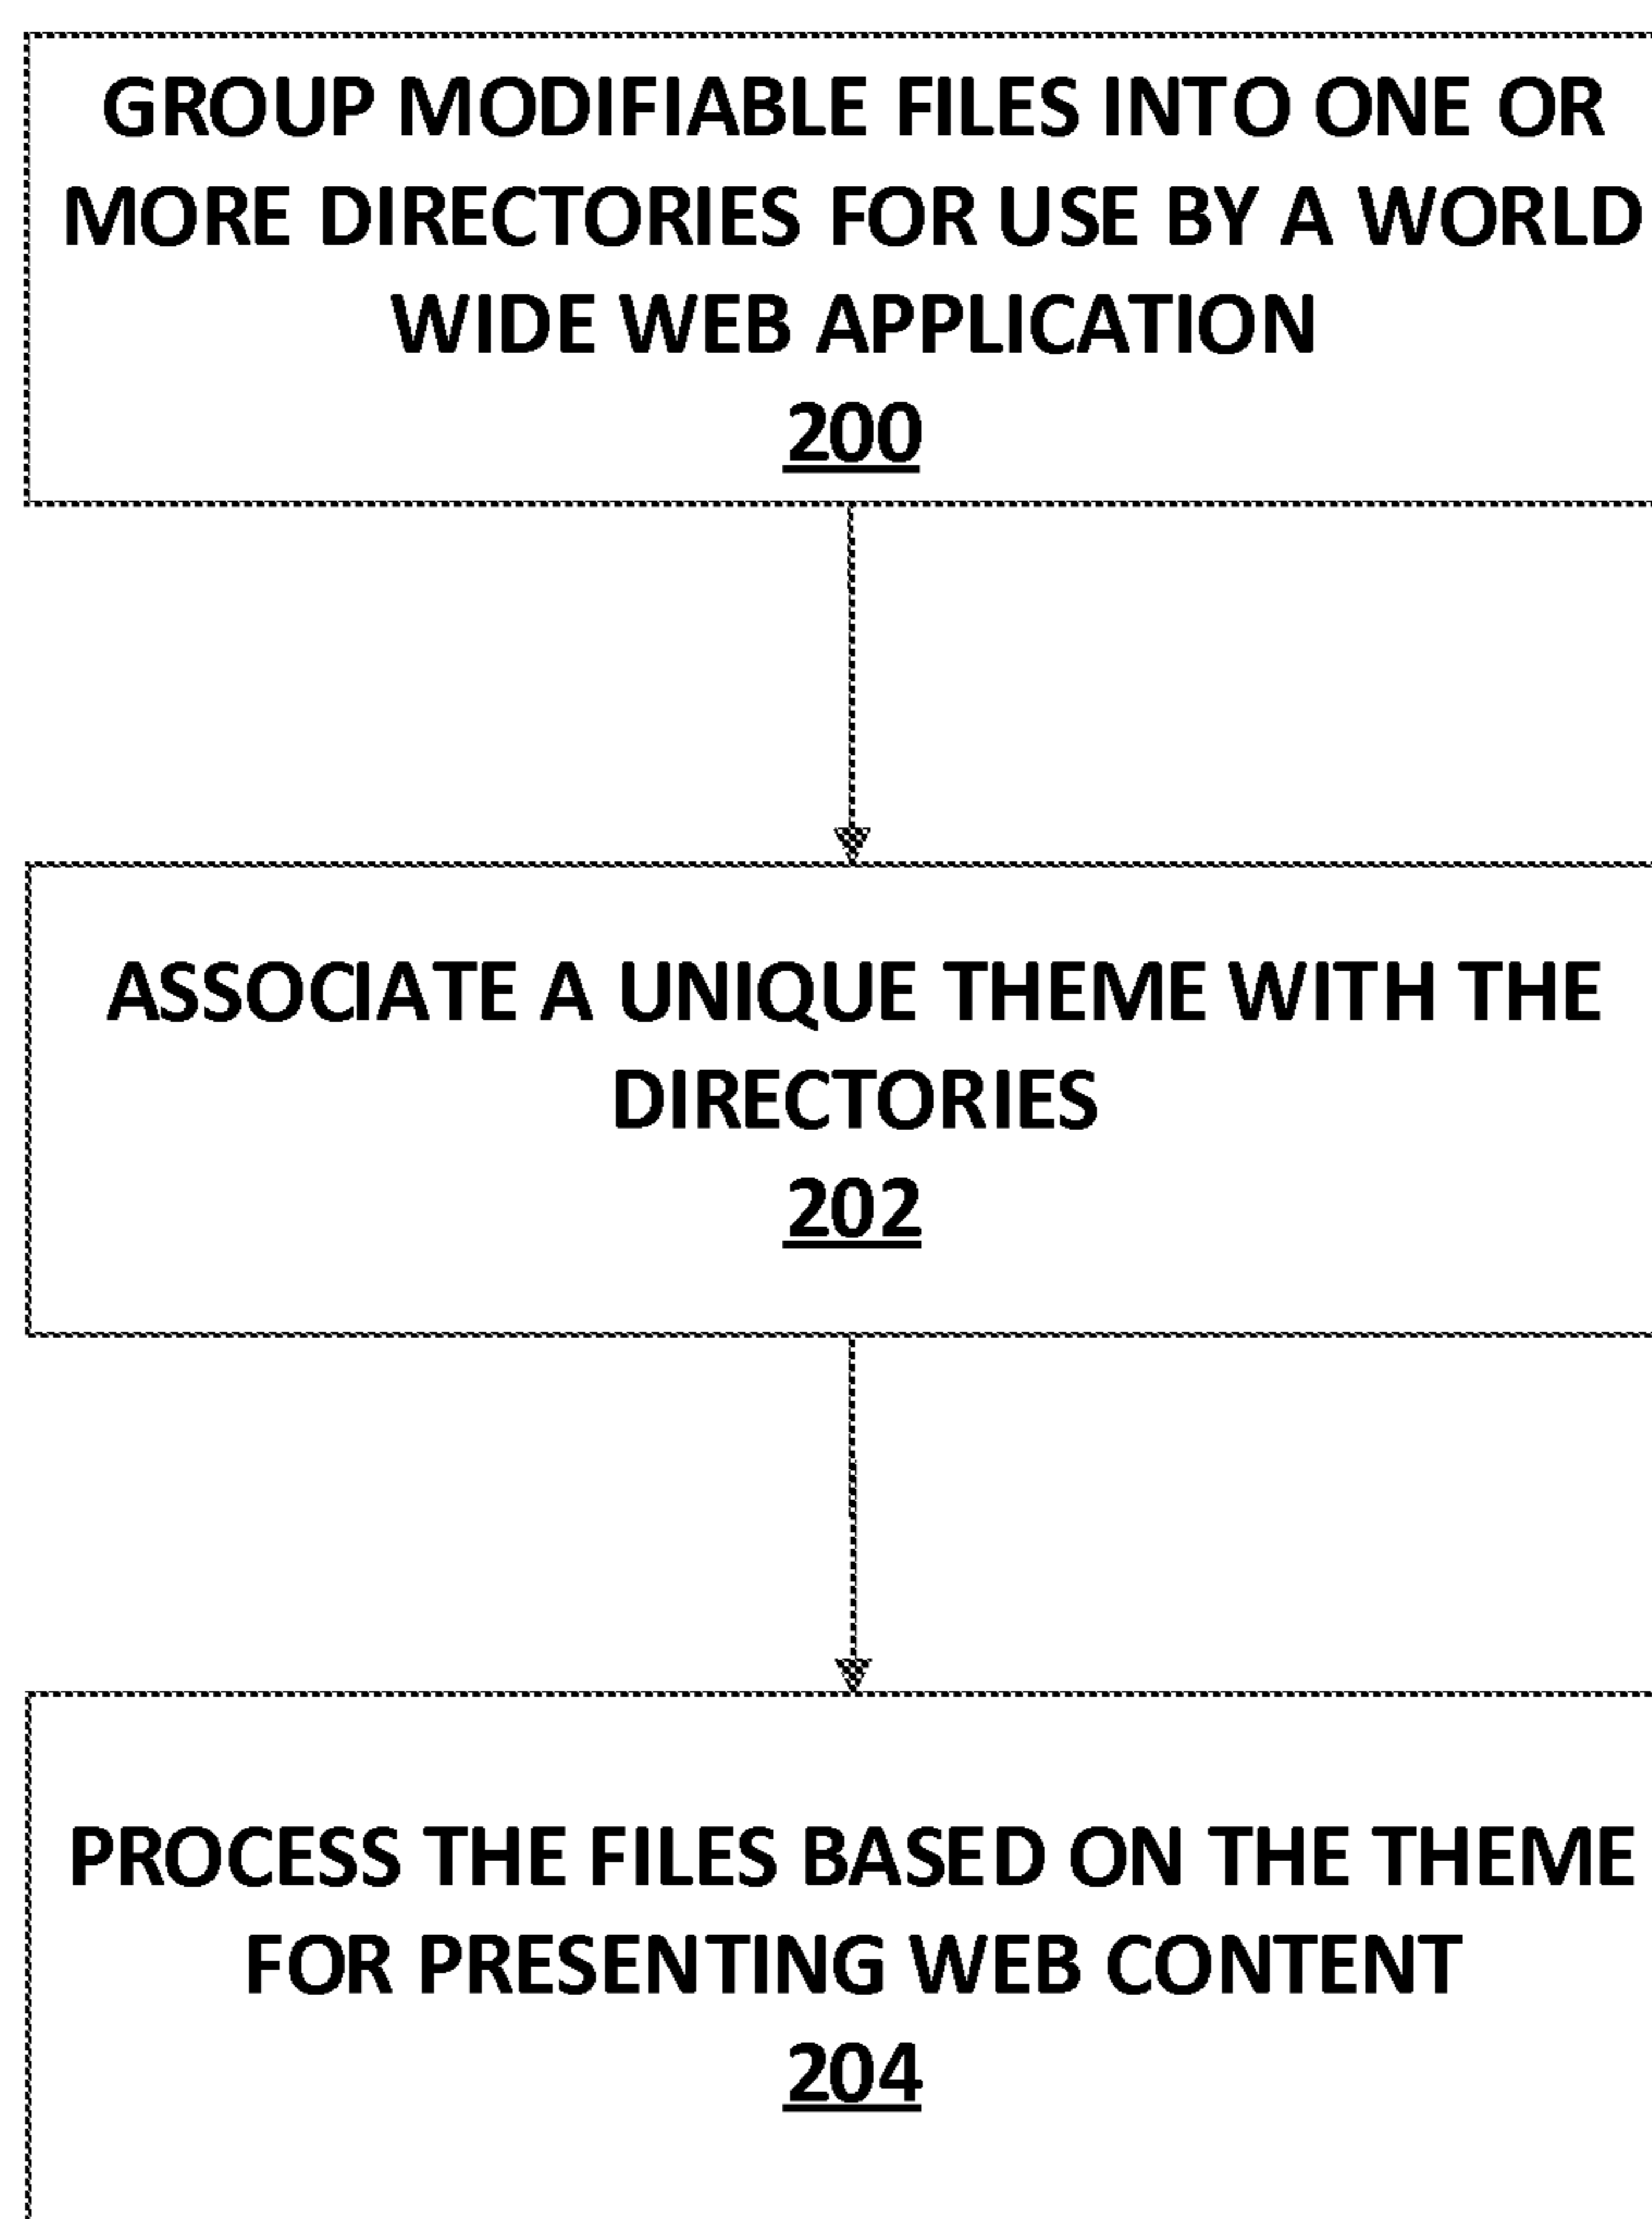 GROUP MODIFIABLE FILES INTO ONE OR
MORE DIRECTORIES FOR USE BY A WORLD
WIDE WEB APPLICATION
200
ASSOCIATE A UNIQUE THEME WITH THE
DIRECTORIES
202
PROCESS THE FILES BASED ON THE THEME
FOR PRESENTING WEB CONTENT
204